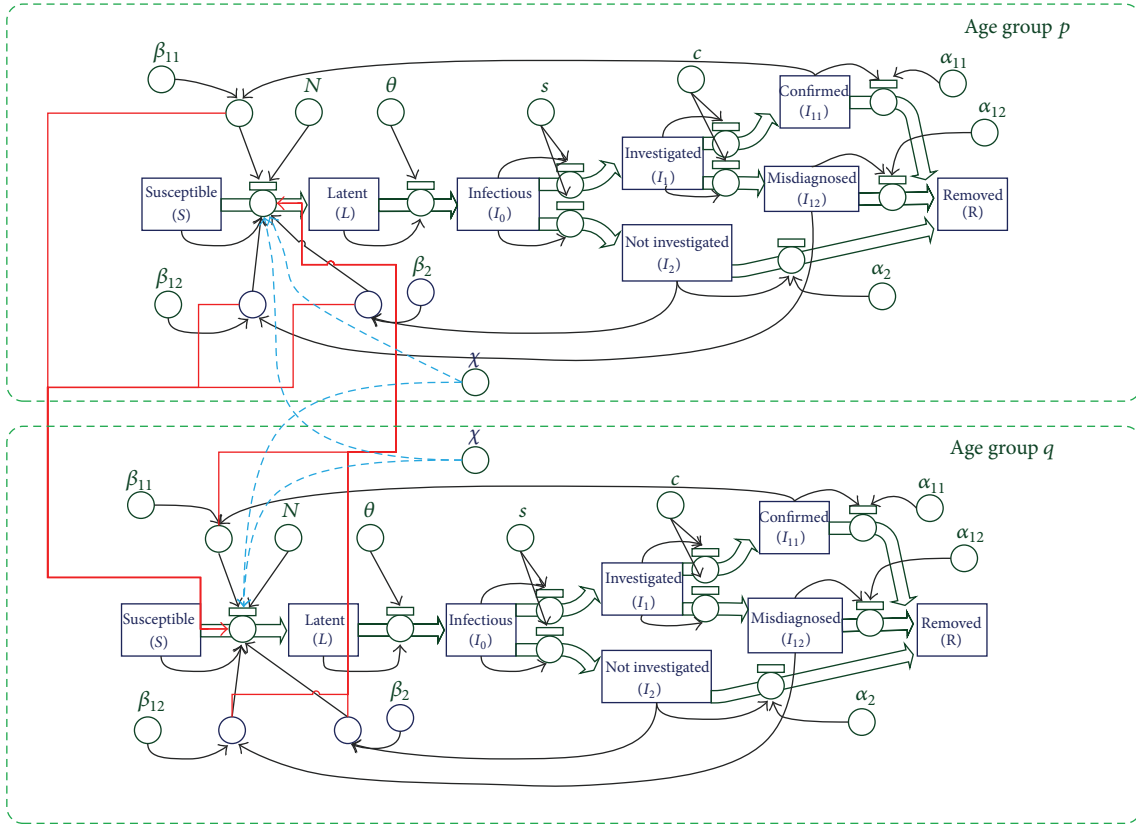 Age group p
β11
N
θ
s
c
α11
α12
Confirmed
(I11)
Susceptible
(S)
Latent
(L)
Infectious
(I0)
Investigated
(I1)
Misdiagnosed
(I12)
Removed
(R)
Not investigated
(I2)
β12
β2
α2
χ
Age group q
χ
β11
N
θ
s
c
α11
α12
Confirmed
(I11)
Susceptible
(S)
Latent
(L)
Infectious
(I0)
Investigated
(I1)
Misdiagnosed
(I12)
Removed
(R)
Not investigated
(I2)
β12
β2
α2